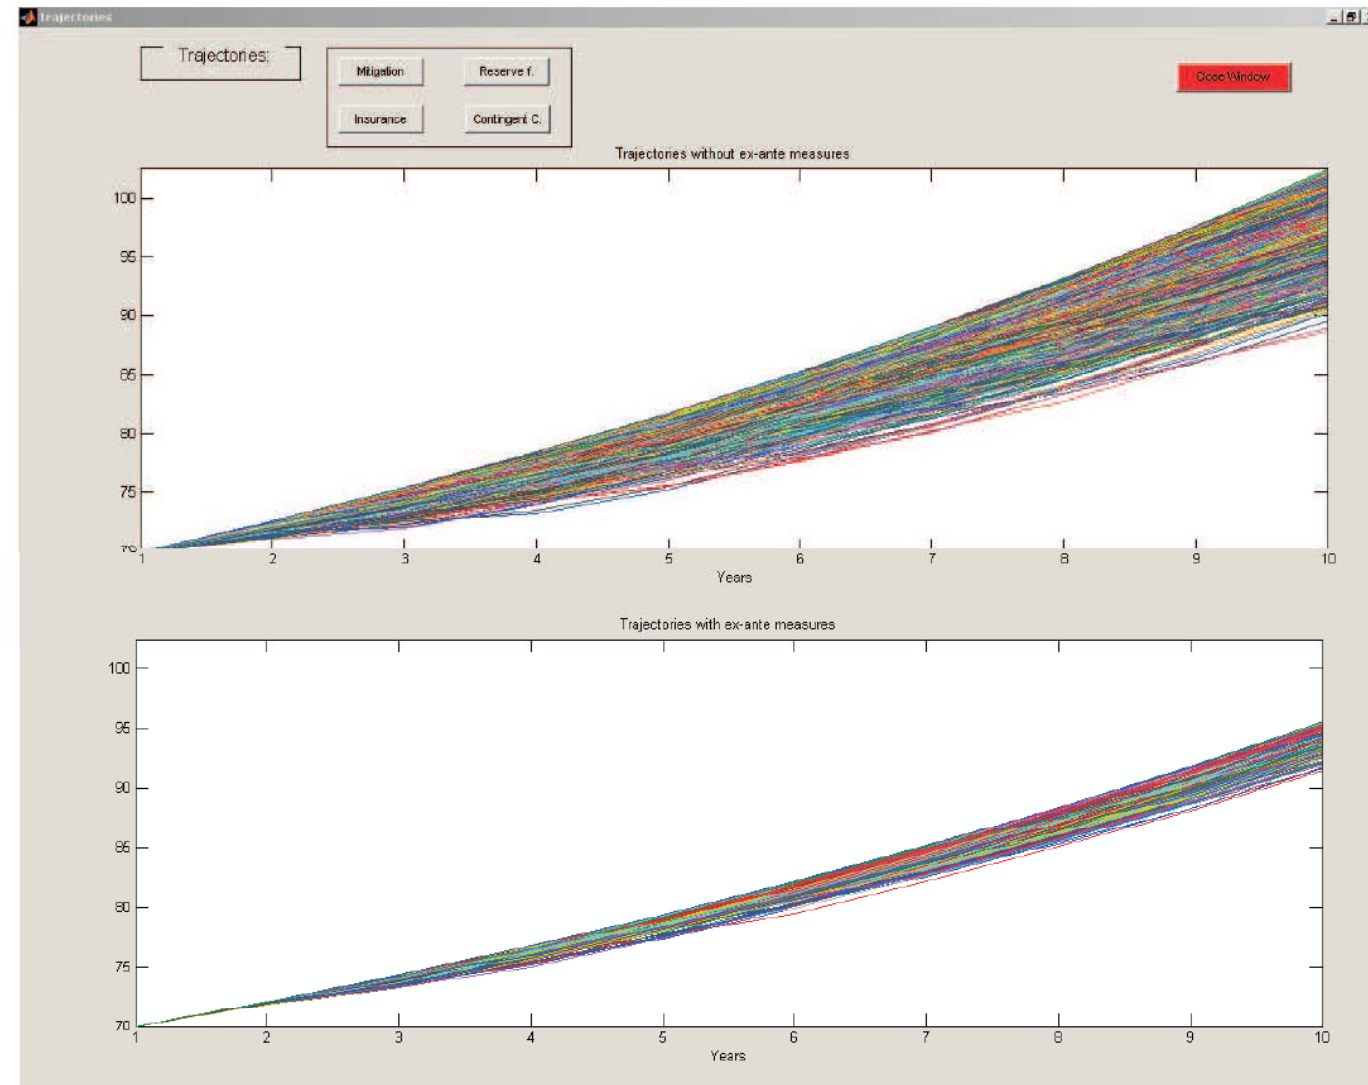 Trajectories
Trajectories:
Mitigation
Reserve f.
Close Window
Insurance
Contingent C.
Trajectories without ex-ante measures
100
95
90
85
80
75
70
1 2 3 4 5 6 7 8 9 10
Years
Trajectories with ex-ante measures
100
95
90
85
80
75
70
1 2 3 4 5 6 7 8 9 10
Years